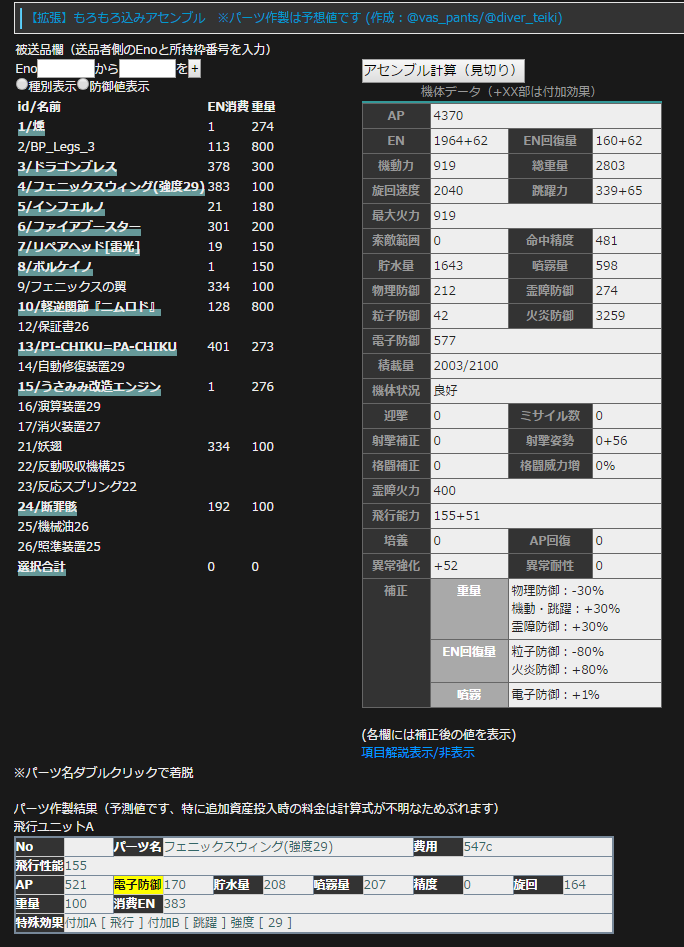 【拡張】もろもろ込みアセンブル　※パーツ作製は予想値です (作成：@vas_pants/@diver_teiki)
被送品欄（送品者側のEnoと所持枠番号を入力）
Eno から を +
種別表示 防御値表示
id/名前 EN消費 重量
1/煙 1 274
2/BP_Legs_3 113 800
3/ドラゴンブレス 378 300
4/フェニックスウィング(強度29) 383 100
5/インフェルノ 21 180
6/ファイアブースター 301 200
7/リペアヘッド[雷光] 19 150
8/ボルケイノ 1 150
9/フェニックスの翼 334 100
10/軽逆関節『ニムロド』 128 800
12/保証書26
13/PI-CHIKU=PA-CHIKU 401 273
14/自動修復装置29
15/うさみみ改造エンジン 1 276
16/演算装置29
17/消火装置27
21/妖翅 334 100
22/反動吸収機構25
23/反応スプリング22
24/断罪骸 192 100
25/機械油26
26/照準装置25
選択合計 0 0
※パーツ名ダブルクリックで着脱
アセンブル計算（見切り）
機体データ（+XX部は付加効果）
AP 4370
EN 1964+62 EN回復量 160+62
機動力 919 総重量 2803
旋回速度 2040 跳躍力 339+65
最大火力 919
索敵範囲 0 命中精度 481
貯水量 1643 噴霧量 598
物理防御 212 霊障防御 274
粒子防御 42 火炎防御 3259
電子防御 577
積載量 2003/2100
機体状況 良好
迎撃 0 ミサイル数 0
射撃補正 0 射撃姿勢 0+56
格闘補正 0 格闘威力増 0%
霊障火力 400
飛行能力 155+51
培養 0 AP回復 0
異常強化 +52 異常耐性 0
補正 重量 物理防御：-30%
機動・跳躍：+30%
霊障防御：+30%
EN回復量 粒子防御：-80%
火炎防御：+80%
噴霧 電子防御：+1%
(各欄には補正後の値を表示)
項目解説表示/非表示
パーツ作製結果（予測値です、特に追加資産投入時の料金は計算式が不明なためぶれます）
飛行ユニットA
No パーツ名 フェニックスウィング(強度29) 費用 547c
飛行性能 155
AP 521 電子防御 170 貯水量 208 噴霧量 207 精度 0 旋回 164
重量 100 消費EN 383
特殊効果 付加A [ 飛行 ] 付加B [ 跳躍 ] 強度 [ 29 ]